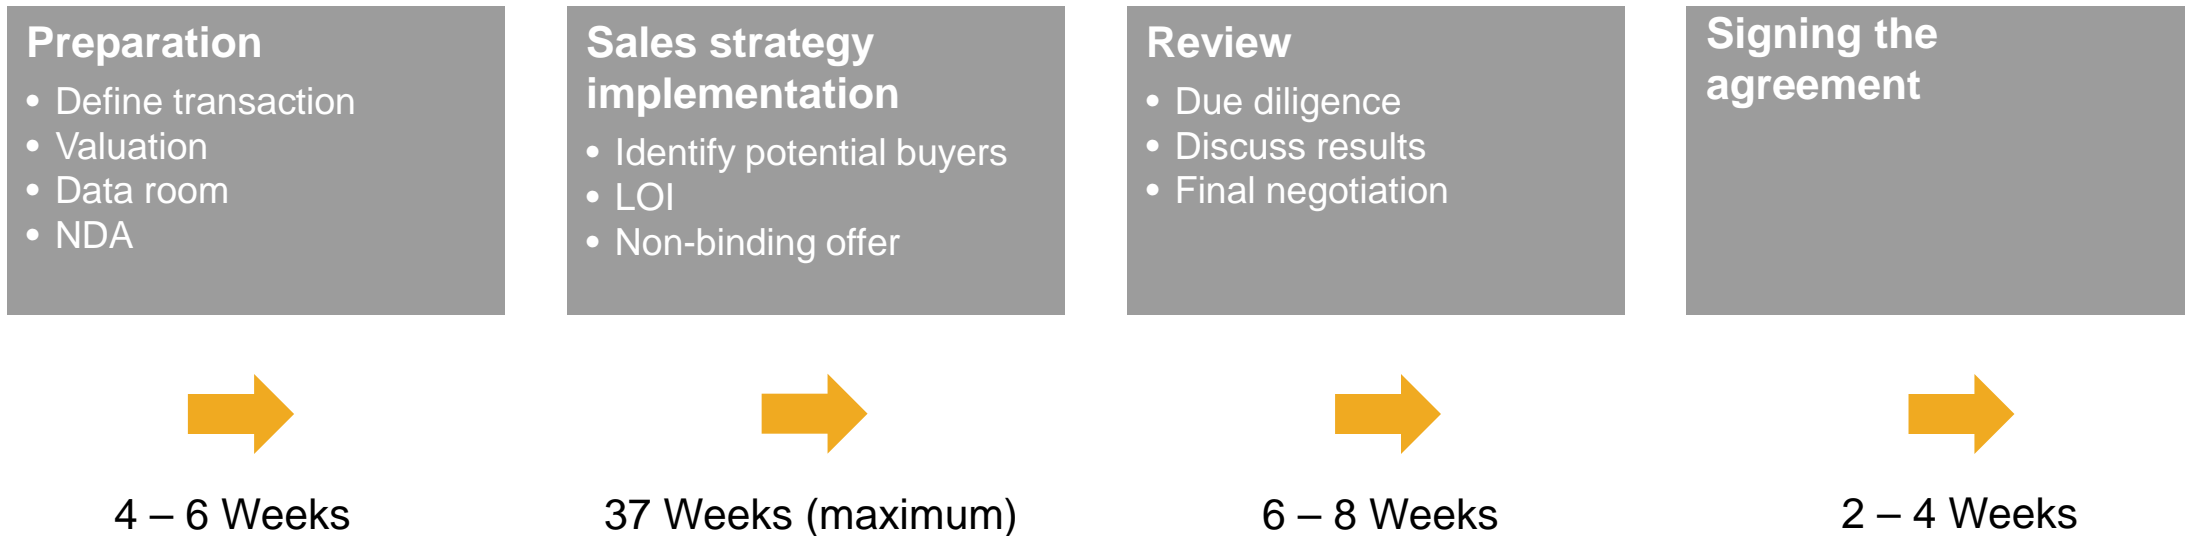 Preparation
• Define transaction
• Valuation
• Data room
• NDA
Sales strategy
implementation
• Identify potential buyers
• LOI
• Non-binding offer
Review
• Due diligence
• Discuss results
• Final negotiation
Signing the
agreement
4 – 6 Weeks
37 Weeks (maximum)
6 – 8 Weeks
2 – 4 Weeks